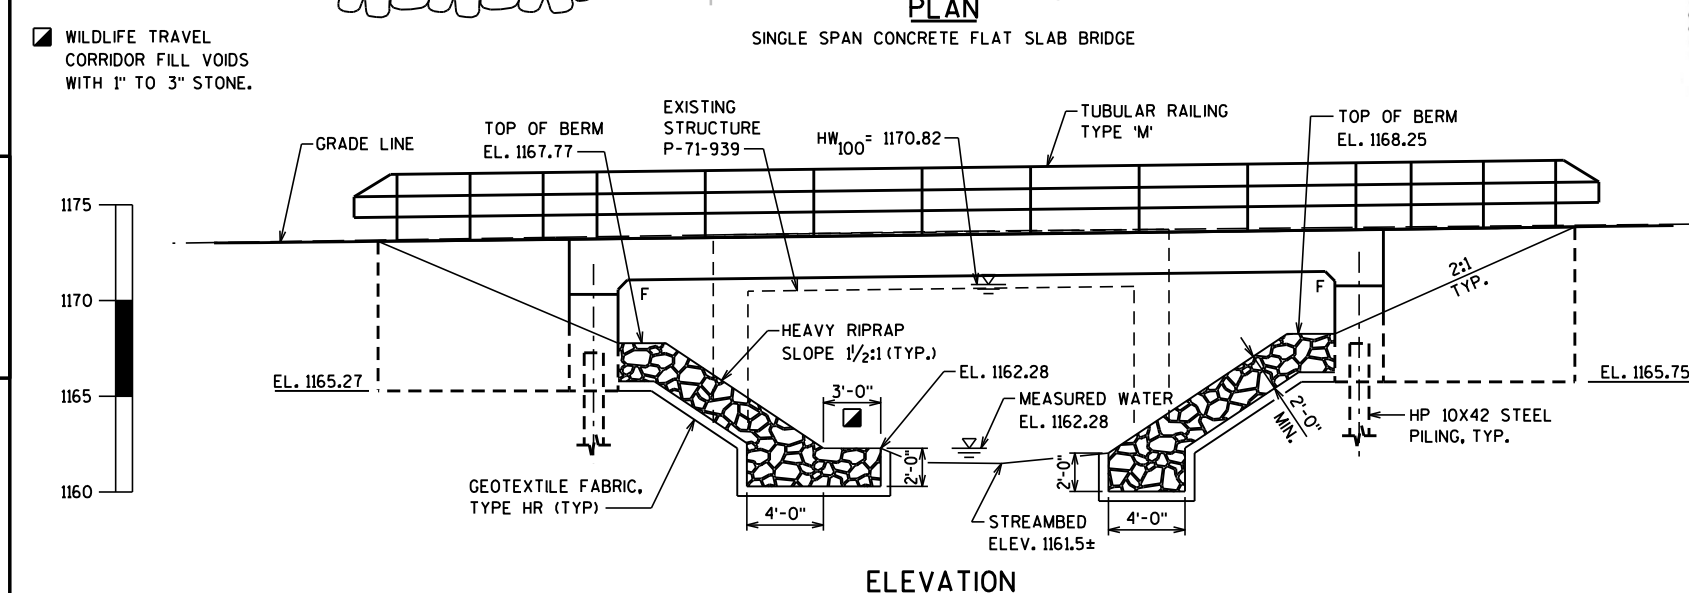 PLAN
SINGLE SPAN CONCRETE FLAT SLAB BRIDGE
WILDLIFE TRAVEL
CORRIDOR FILL VOIDS
WITH 1" TO 3" STONE.
GRADE LINE
TOP OF BERM
EL. 1167.77
EXISTING
STRUCTURE
P-71-939
HW100= 1170.82
TUBULAR RAILING
TYPE 'M'
TOP OF BERM
EL. 1168.25
1175
1170
1165
1160
F
F
2:1
TYP.
HEAVY RIPRAP
SLOPE 1½:1 (TYP.)
EL. 1165.27
3'-0"
EL. 1162.28
MEASURED WATER
EL. 1162.28
2'-0"
MIN.
EL. 1165.75
HP 10X42 STEEL
PILING, TYP.
2'-0"
2'-0"
GEOTEXTILE FABRIC,
TYPE HR (TYP)
4'-0"
STREAMBED
ELEV. 1161.5±
4'-0"
ELEVATION